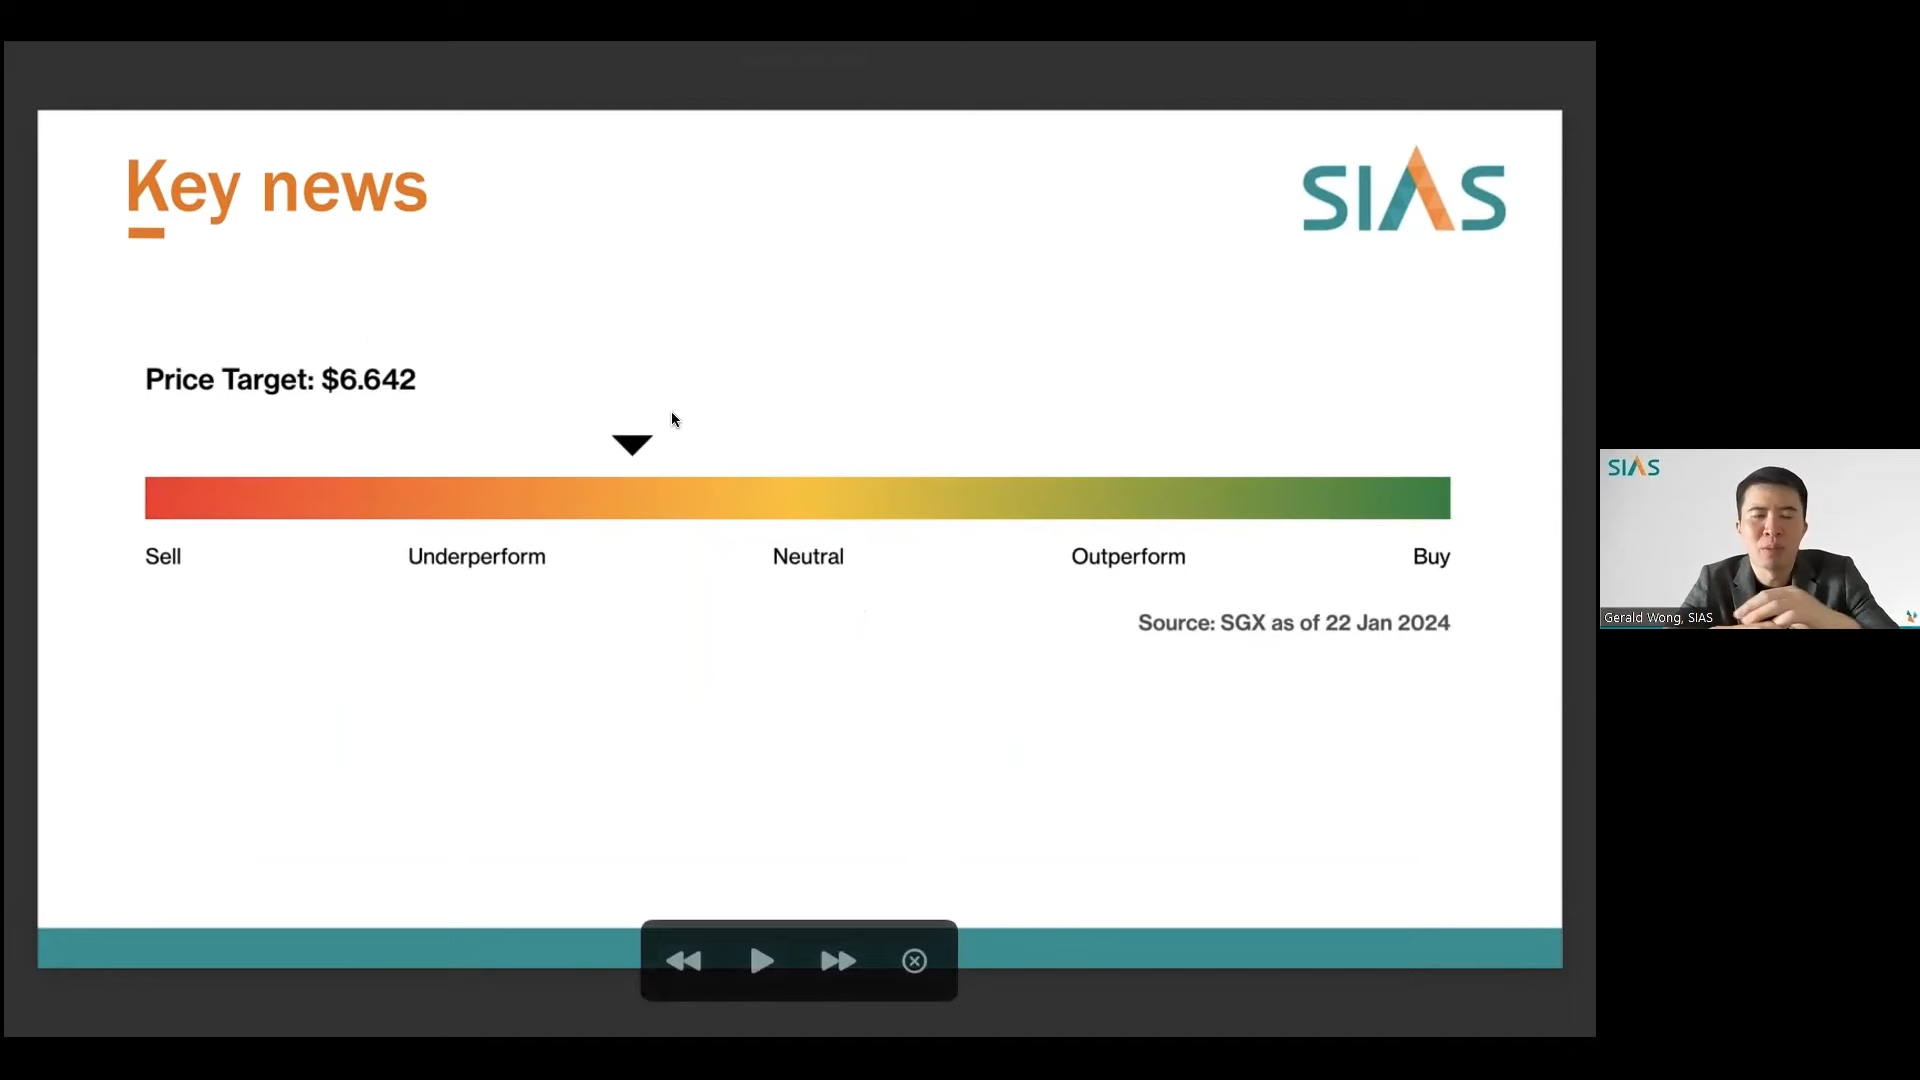 Key news
SIAS
Price Target: $6.642
Sell Underperform Neutral Outperform Buy
Source: SGX as of 22 Jan 2024
SIAS
Gerald Wong, SIAS